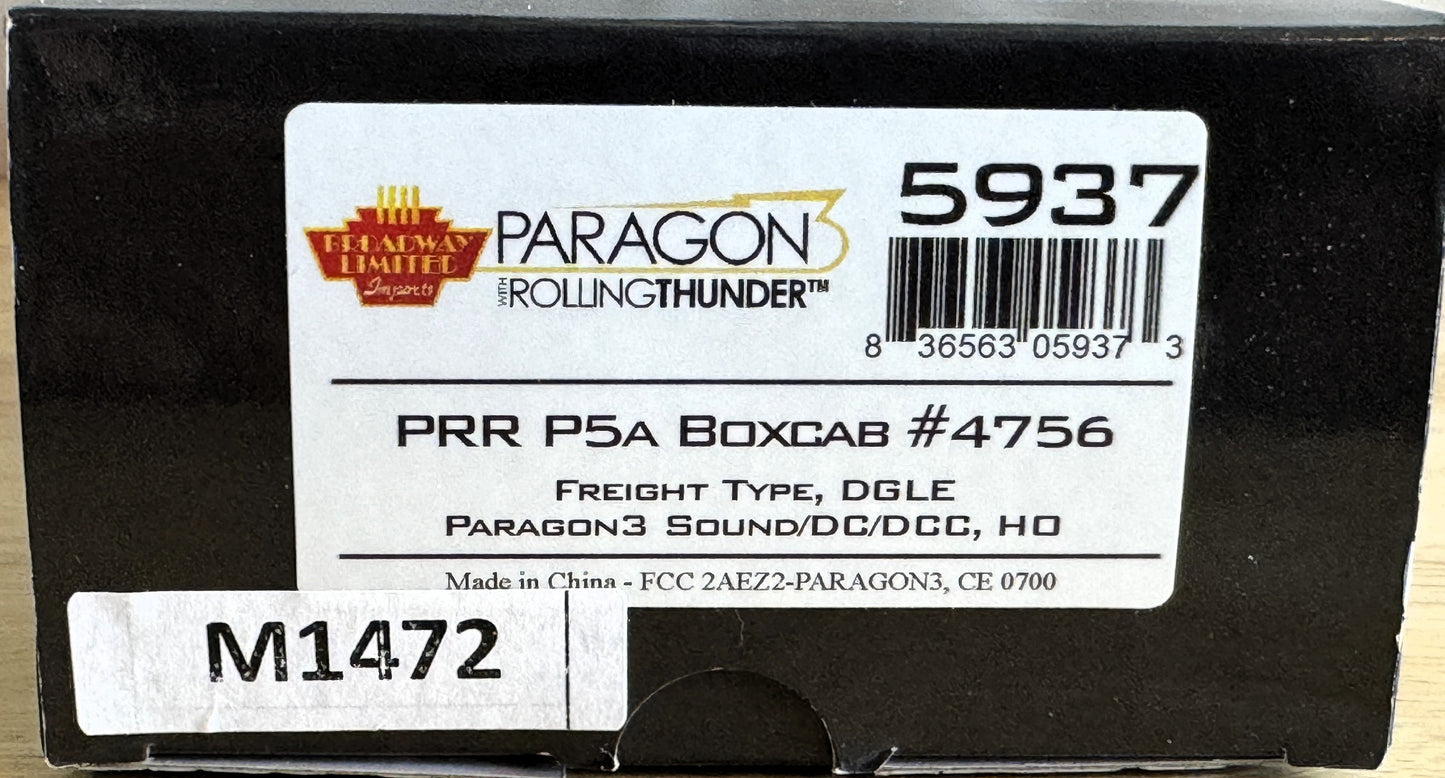 5937
BROADWAY
LIMITED
Imports
PARAGON3
WITH ROLLINGTHUNDER™
8 36563 05937 3
PRR P5A BOXCAB #4756
FREIGHT TYPE, DGLE
PARAGON3 SOUND/DC/DCC, HO
Made in China - FCC 2AEZ2-PARAGON3, CE 0700
M1472